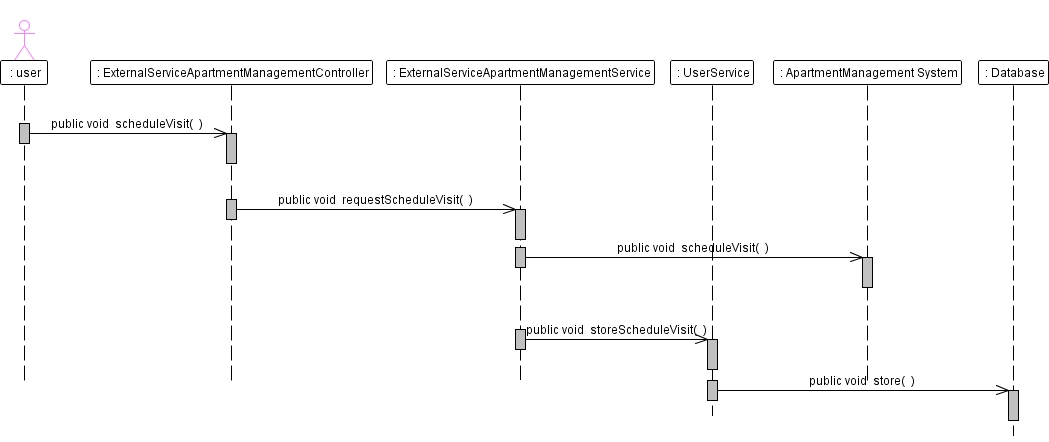 : user
: ExternalServiceApartmentManagementController
: ExternalServiceApartmentManagementService
: UserService
: ApartmentManagement System
: Database
public void scheduleVisit( )
public void requestScheduleVisit( )
public void scheduleVisit( )
public void storeScheduleVisit( )
public void store( )